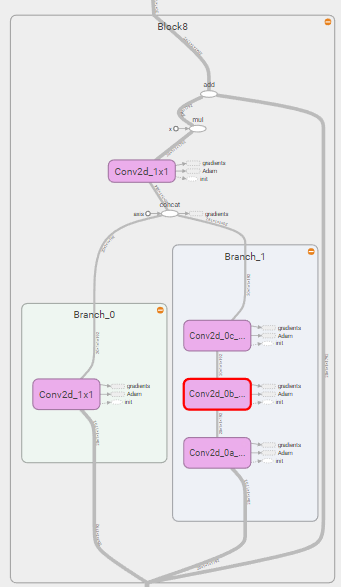 Block8
add
mul
x
Conv2d_1x1
gradients
Adam
init
concat
axis
gradients
Branch_1
Conv2d_0c_...
gradients
Adam
init
Branch_0
Conv2d_1x1
gradients
Adam
init
Conv2d_0b_...
gradients
Adam
init
Conv2d_0a_...
gradients
Adam
init